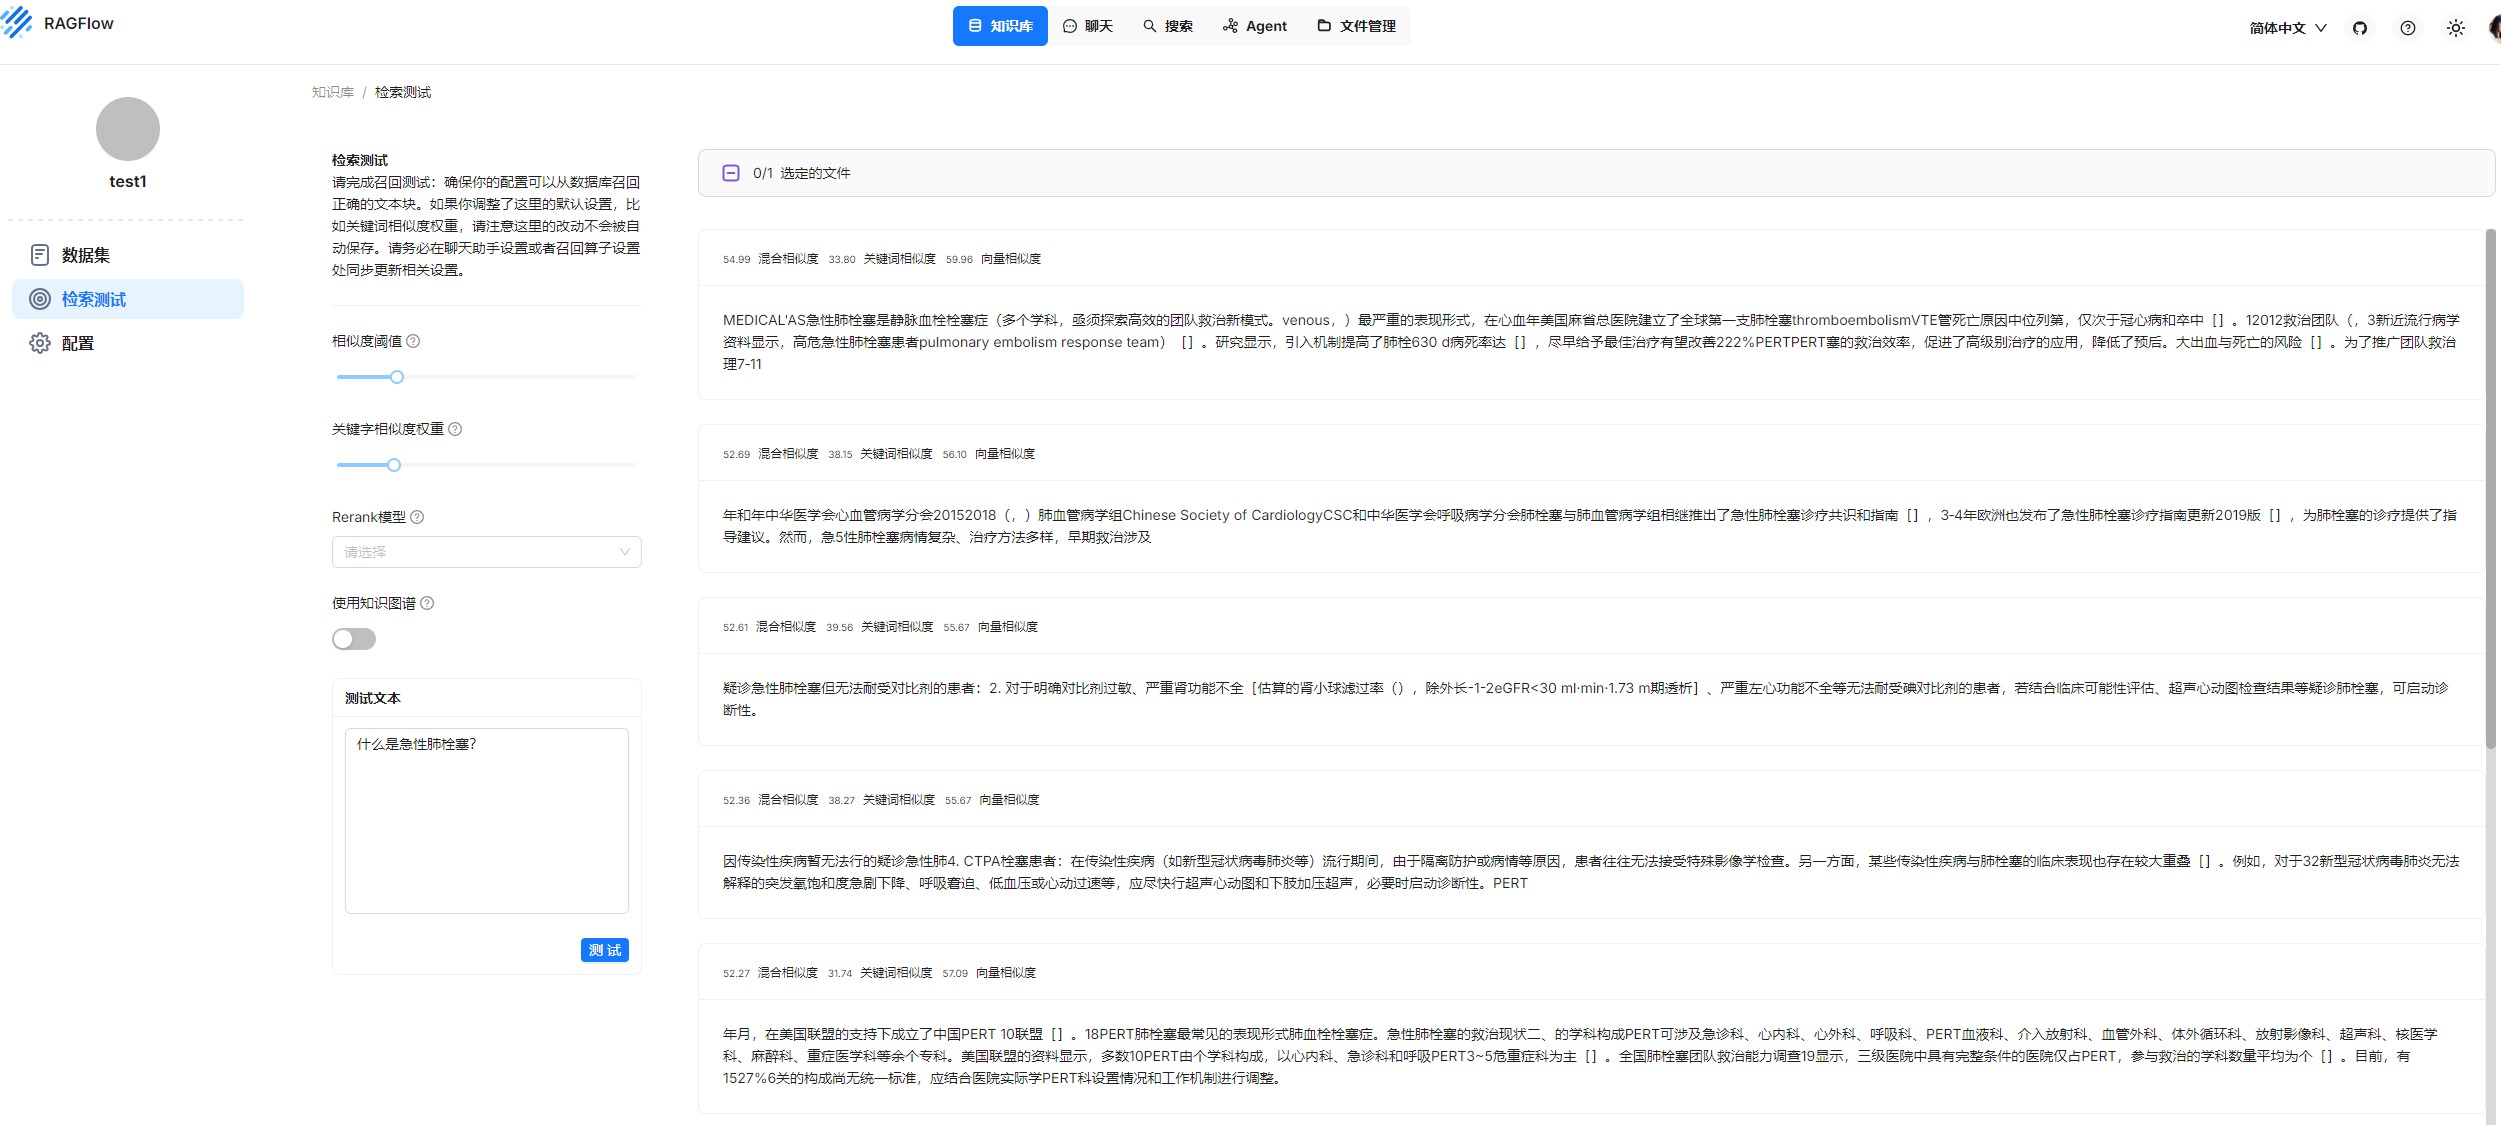 RAGFlow
知识库
聊天
搜索
Agent
文件管理
简体中文
test1
数据集
检索测试
配置
知识库 / 检索测试
检索测试
请完成召回测试：确保你的配置可以从数据库召回
正确的文本块。如果你调整了这里的默认设置，比
如关键词相似度权重，请注意这里的改动不会被自
动保存。请务必在聊天助手设置或者召回算子设置
处同步更新相关设置。
相似度阈值
关键字相似度权重
Rerank模型
请选择
使用知识图谱
测试文本
什么是急性肺栓塞?
测 试
0/1 选定的文件
54.99 混合相似度 33.80 关键词相似度 59.96 向量相似度
MEDICAL'AS急性肺栓塞是静脉血栓栓塞症（多个学科，亟须探索高效的团队救治新模式。venous，）最严重的表现形式，在心血年美国麻省总医院建立了全球第一支肺栓塞thromboembolismVTE管死亡原因中位列第，仅次于冠心病和卒中［］。12012救治团队（，3新近流行病学
资料显示，高危急性肺栓塞患者pulmonary embolism response team）［］。研究显示，引入机制提高了肺栓630 d病死率达［］，尽早给予最佳治疗有望改善222%PERTPERT塞的救治效率，促进了高级别治疗的应用，降低了预后。大出血与死亡的风险［］。为了推广团队救治
理7-11
52.69 混合相似度 38.15 关键词相似度 56.10 向量相似度
年和年中华医学会心血管病学分会20152018（，）肺血管病学组Chinese Society of CardiologyCSC和中华医学会呼吸病学分会肺栓塞与肺血管病学组相继推出了急性肺栓塞诊疗共识和指南［］，3-4年欧洲也发布了急性肺栓塞诊疗指南更新2019版［］，为肺栓塞的诊疗提供了指
导建议。然而，急5性肺栓塞病情复杂、治疗方法多样，早期救治涉及
52.61 混合相似度 39.56 关键词相似度 55.67 向量相似度
疑诊急性肺栓塞但无法耐受对比剂的患者：2. 对于明确对比剂过敏、严重肾功能不全［估算的肾小球滤过率（），除外长-1-2eGFR<30 ml·min·1.73 m期透析］、严重左心功能不全等无法耐受碘对比剂的患者，若结合临床可能性评估、超声心动图检查结果等疑诊肺栓塞，可启动诊
断性。
52.36 混合相似度 38.27 关键词相似度 55.67 向量相似度
因传染性疾病暂无法行的疑诊急性肺4. CTPA栓塞患者：在传染性疾病（如新型冠状病毒肺炎等）流行期间，由于隔离防护或病情等原因，患者往往无法接受特殊影像学检查。另一方面，某些传染性疾病与肺栓塞的临床表现也存在较大重叠［］。例如，对于32新型冠状病毒肺炎无法
解释的突发氧饱和度急剧下降、呼吸窘迫、低血压或心动过速等，应尽快行超声心动图和下肢加压超声，必要时启动诊断性。PERT
52.27 混合相似度 31.74 关键词相似度 57.09 向量相似度
年月，在美国联盟的支持下成立了中国PERT 10联盟［］。18PERT肺栓塞最常见的表现形式肺血栓栓塞症。急性肺栓塞的救治现状二、的学科构成PERT可涉及急诊科、心内科、心外科、呼吸科、PERT血液科、介入放射科、血管外科、体外循环科、放射影像科、超声科、核医学
科、麻醉科、重症医学科等余个专科。美国联盟的资料显示，多数10PERT由个学科构成，以心内科、急诊科和呼吸PERT3~5危重症科为主［］。全国肺栓塞团队救治能力调查19显示，三级医院中具有完整条件的医院仅占PERT，参与救治的学科数量平均为个［］。目前，有
1527%6关的构成尚无统一标准，应结合医院实际学PERT科设置情况和工作机制进行调整。